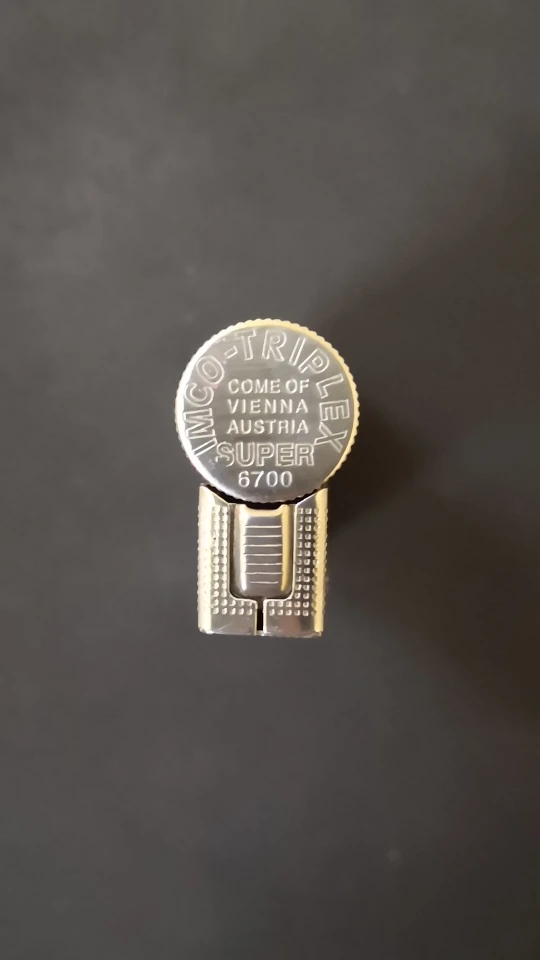 IMCO-TRIPLEX
COME OF
VIENNA
AUSTRIA
SUPER
6700